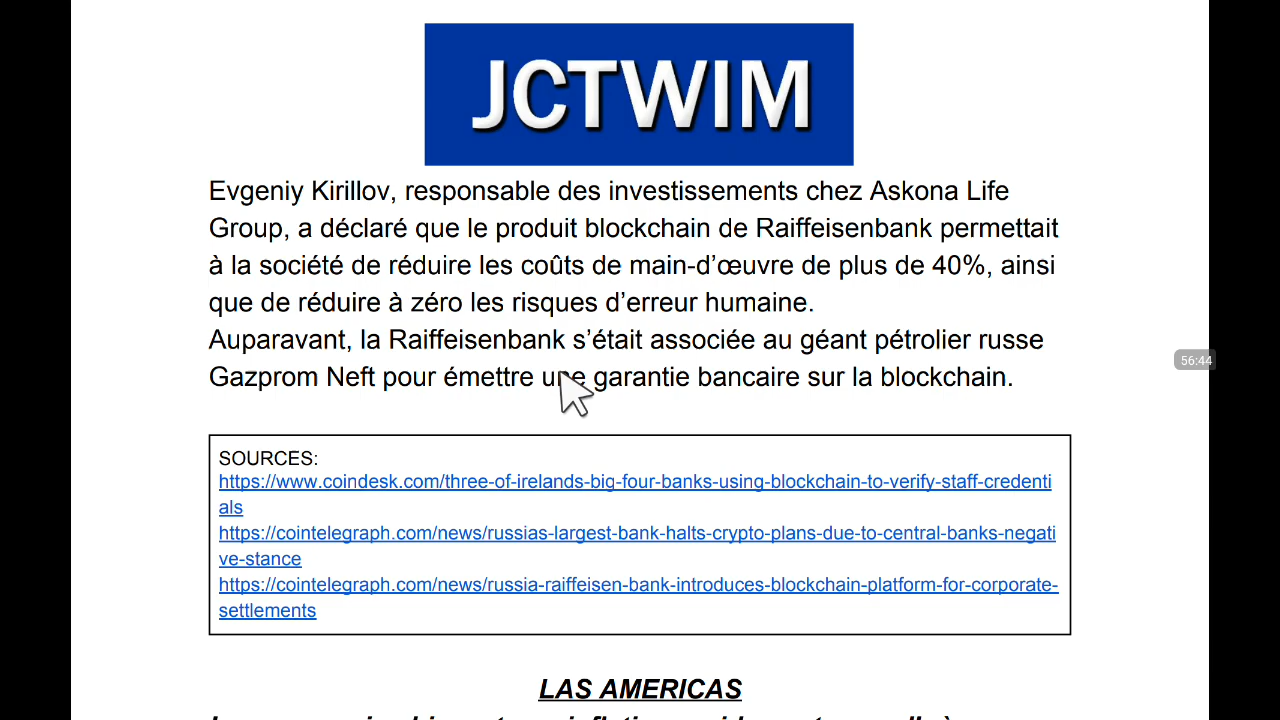 JCTWIM
Evgeniy Kirillov, responsable des investissements chez Askona Life
Group, a déclaré que le produit blockchain de Raiffeisenbank permettait
à la société de réduire les coûts de main-d’œuvre de plus de 40%, ainsi
que de réduire à zéro les risques d’erreur humaine.
Auparavant, la Raiffeisenbank s’était associée au géant pétrolier russe
Gazprom Neft pour émettre une garantie bancaire sur la blockchain.
56:44
SOURCES:
https://www.coindesk.com/three-of-irelands-big-four-banks-using-blockchain-to-verify-staff-credenti
als
https://cointelegraph.com/news/russias-largest-bank-halts-crypto-plans-due-to-central-banks-negati
ve-stance
https://cointelegraph.com/news/russia-raiffeisen-bank-introduces-blockchain-platform-for-corporate-
settlements
LAS AMERICAS